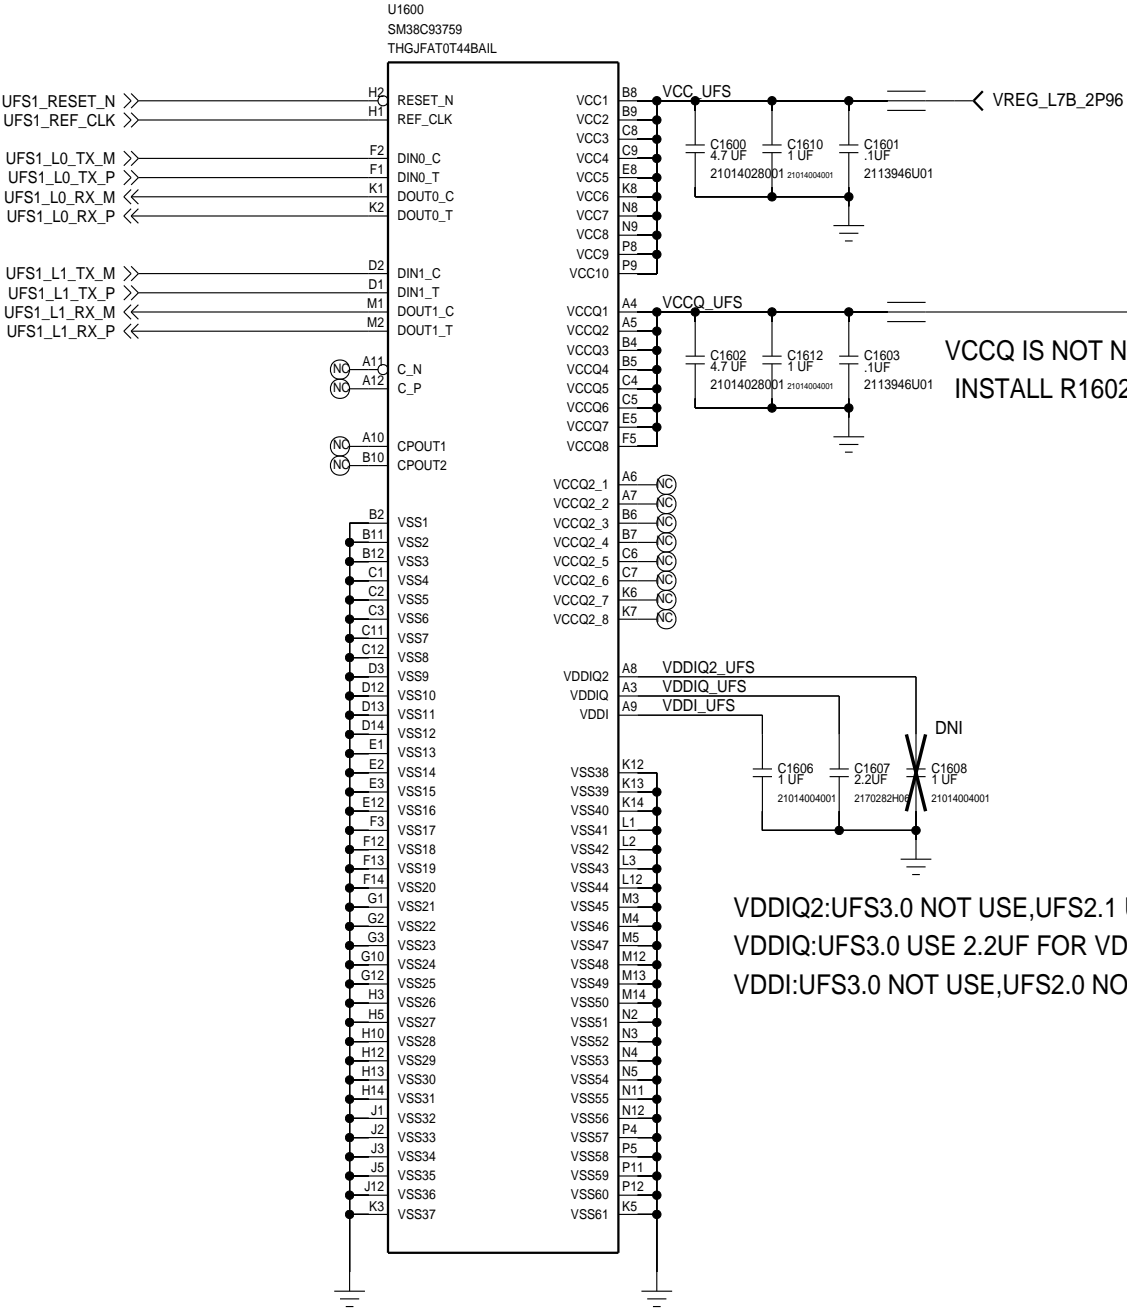 U1600
SM38C93759
THGJFAT0T44BAIL
UFS1_RESET_N H2 RESET_N
UFS1_REF_CLK H1 REF_CLK
UFS1_L0_TX_M F2 DIN0_C
UFS1_L0_TX_P F1 DIN0_T
UFS1_L0_RX_M K1 DOUT0_C
UFS1_L0_RX_P K2 DOUT0_T
UFS1_L1_TX_M D2 DIN1_C
UFS1_L1_TX_P D1 DIN1_T
UFS1_L1_RX_M M1 DOUT1_C
UFS1_L1_RX_P M2 DOUT1_T
NC A11 C_N
NC A12 C_P
NC A10 CPOUT1
NC B10 CPOUT2
B2 VSS1
B11 VSS2
B12 VSS3
C1 VSS4
C2 VSS5
C3 VSS6
C11 VSS7
C12 VSS8
D3 VSS9
D12 VSS10
D13 VSS11
D14 VSS12
E1 VSS13
E2 VSS14
E3 VSS15
E12 VSS16
F3 VSS17
F12 VSS18
F13 VSS19
F14 VSS20
G1 VSS21
G2 VSS22
G3 VSS23
G10 VSS24
G12 VSS25
H3 VSS26
H5 VSS27
H10 VSS28
H12 VSS29
H13 VSS30
H14 VSS31
J1 VSS32
J2 VSS33
J3 VSS34
J5 VSS35
J12 VSS36
K3 VSS37
VCC1 B8 VCC_UFS
VCC2 B9
VCC3 C8
VCC4 C9
VCC5 E8
VCC6 K8
VCC7 N8
VCC8 N9
VCC9 P8
VCC10 P9
VREG_L7B_2P96
C1600
4.7 UF
21014028001
C1610
1 UF
21014004001
C1601
.1UF
2113946U01
VCCQ1 A4 VCCQ_UFS
VCCQ2 A5
VCCQ3 B4
VCCQ4 B5
VCCQ5 C4
VCCQ6 C5
VCCQ7 E5
VCCQ8 F5
C1602
4.7 UF
21014028001
C1612
1 UF
21014004001
C1603
.1UF
2113946U01
VCCQ IS NOT N
INSTALL R1602
VCCQ2_1 A6 NC
VCCQ2_2 A7 NC
VCCQ2_3 B6 NC
VCCQ2_4 B7 NC
VCCQ2_5 C6 NC
VCCQ2_6 C7 NC
VCCQ2_7 K6 NC
VCCQ2_8 K7 NC
VDDIQ2 A8 VDDIQ2_UFS
VDDIQ A3 VDDIQ_UFS
VDDI A9 VDDI_UFS
DNI
C1606
1 UF
21014004001
C1607
2.2UF
2170282H06
C1608
1 UF
21014004001
VSS38 K12
VSS39 K13
VSS40 K14
VSS41 L1
VSS42 L2
VSS43 L3
VSS44 L12
VSS45 M3
VSS46 M4
VSS47 M5
VSS48 M12
VSS49 M13
VSS50 M14
VSS51 N2
VSS52 N3
VSS53 N4
VSS54 N5
VSS55 N11
VSS56 N12
VSS57 P4
VSS58 P5
VSS59 P11
VSS60 P12
VSS61 K5
VDDIQ2:UFS3.0 NOT USE,UFS2.1
VDDIQ:UFS3.0 USE 2.2UF FOR VD
VDDI:UFS3.0 NOT USE,UFS2.0 NO